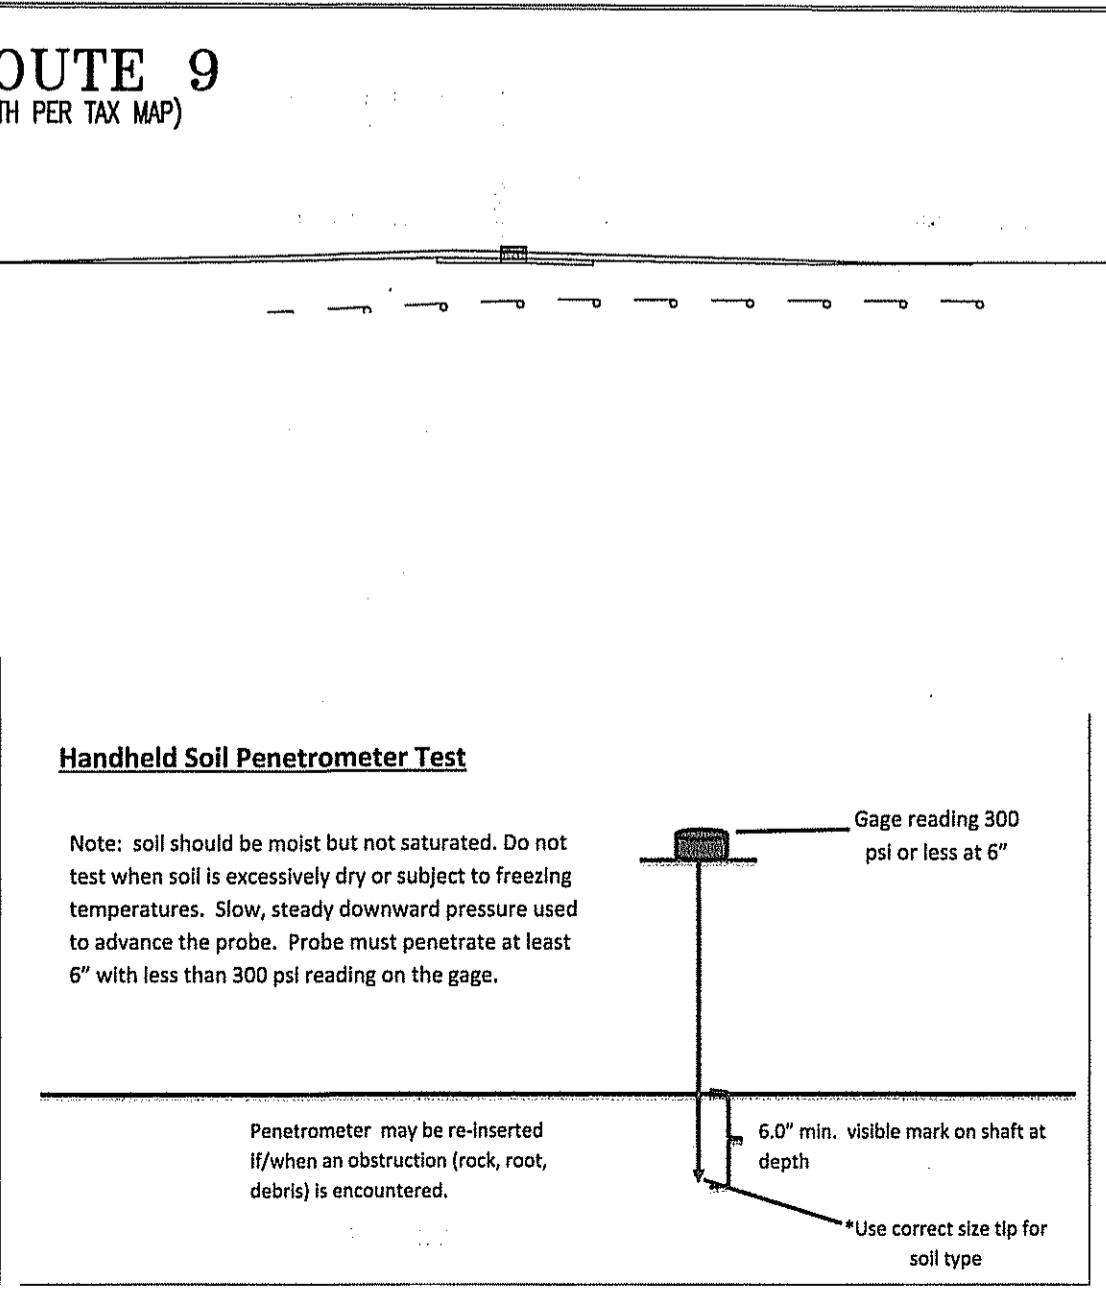 OUTE 9
TH PER TAX MAP)
Handheld Soil Penetrometer Test
Note: soil should be moist but not saturated. Do not
test when soil is excessively dry or subject to freezing
temperatures. Slow, steady downward pressure used
to advance the probe. Probe must penetrate at least
6" with less than 300 psi reading on the gage.
Gage reading 300
psi or less at 6"
Penetrometer may be re-inserted
if/when an obstruction (rock, root,
debris) is encountered.
6.0" min. visible mark on shaft at
depth
*Use correct size tip for
soil type